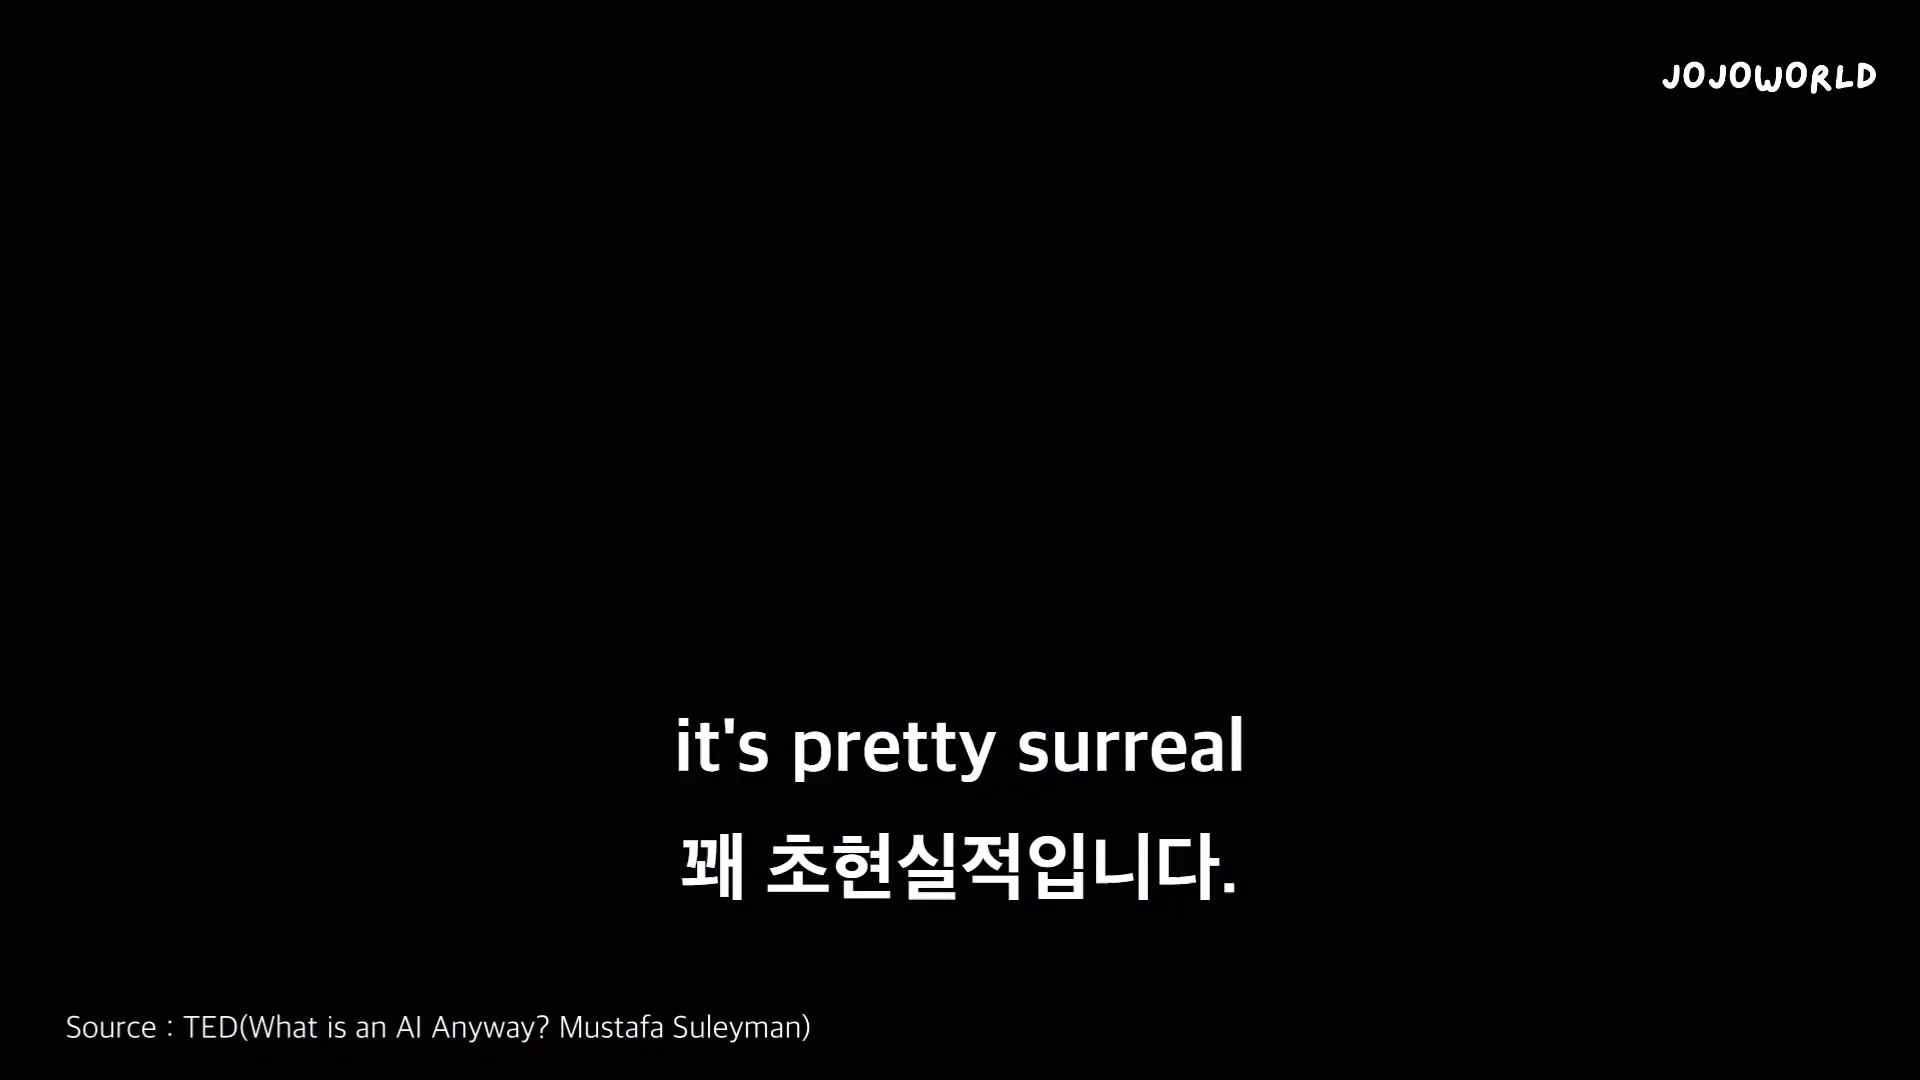 JOJOWORLD
it's pretty surreal
꽤 초현실적입니다.
Source : TED(What is an AI Anyway? Mustafa Suleyman)